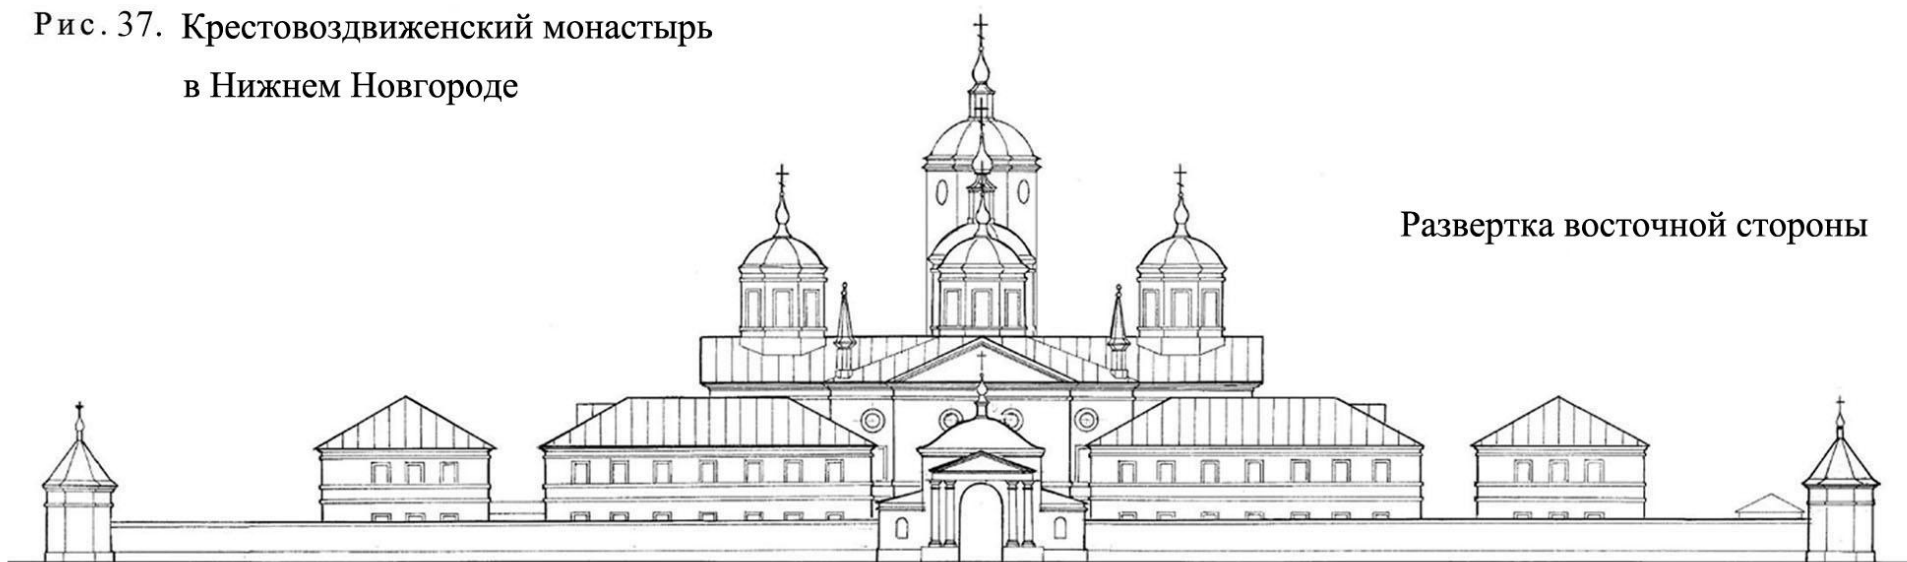 Рис. 37. Крестовоздвиженский монастырь
в Нижнем Новгороде
Развертка восточной стороны